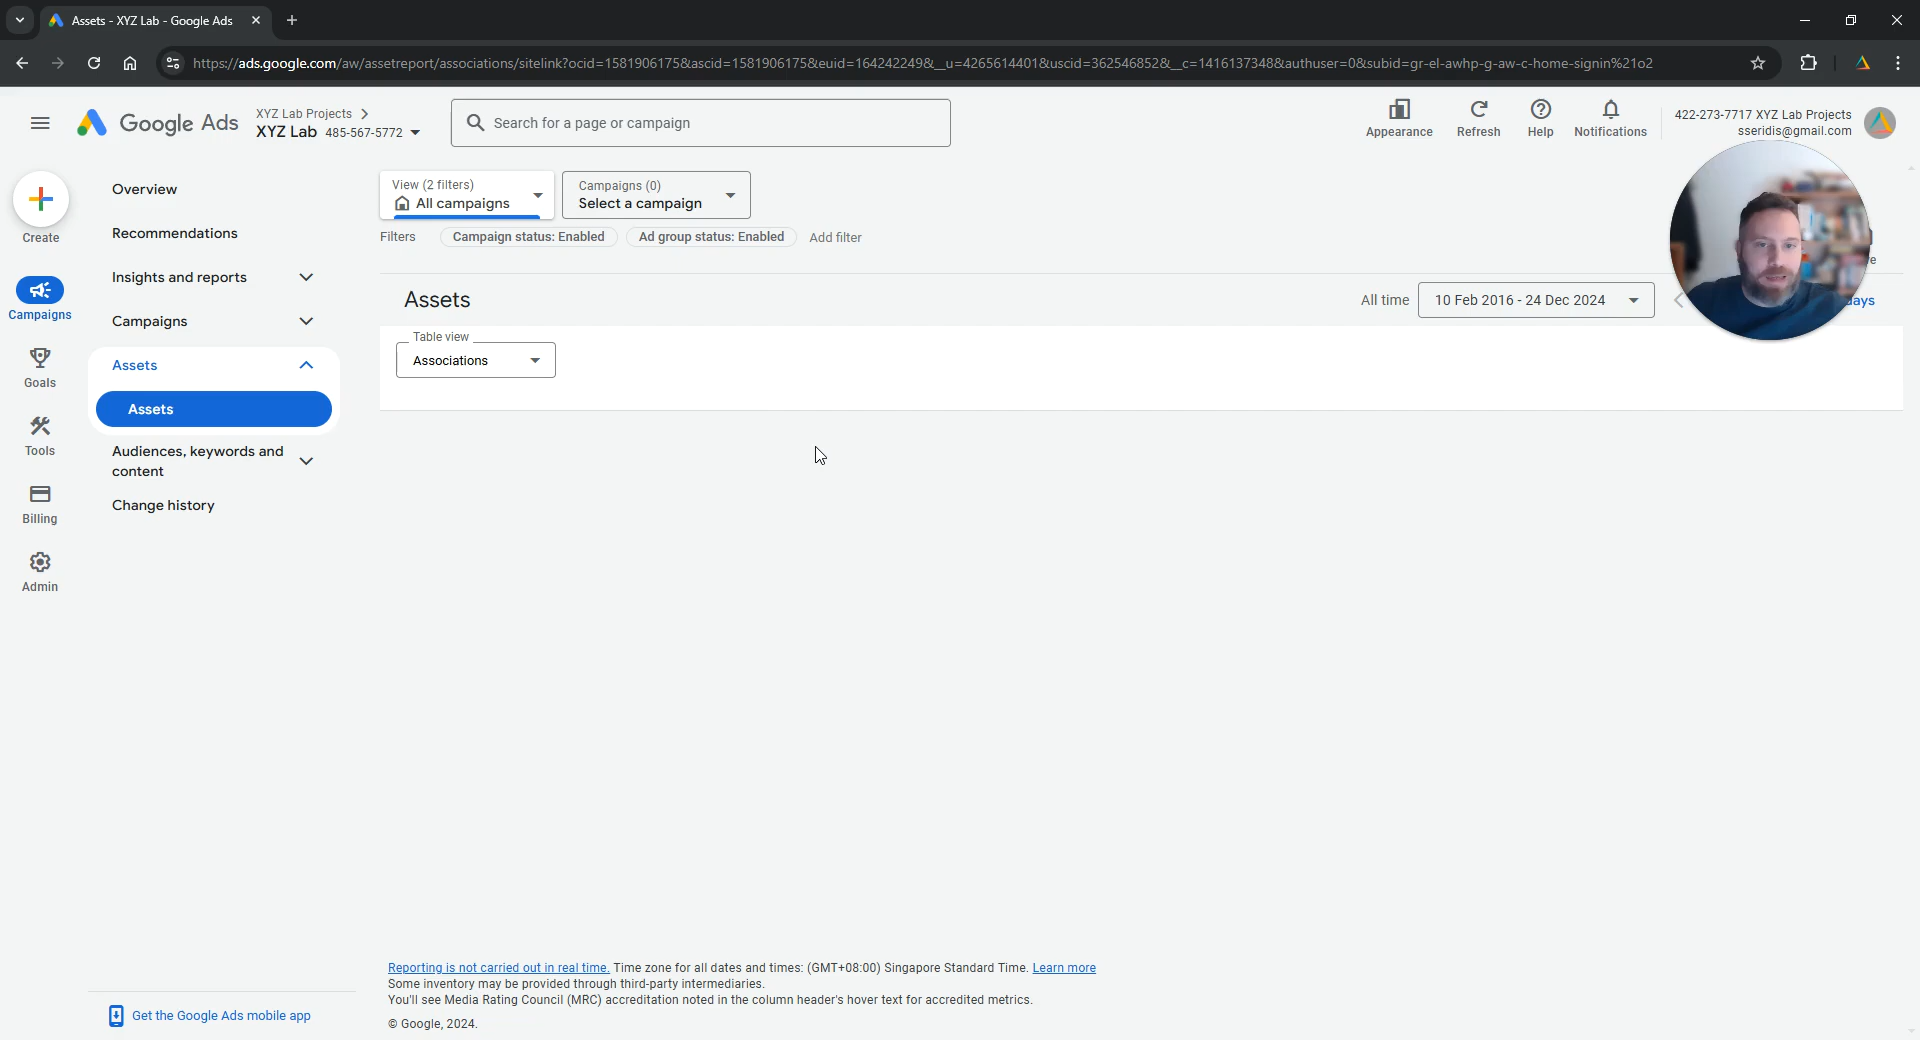 Assets - XYZ Lab - Google Ads
https://ads.google.com/aw/assetreport/associations/sitelink?ocid=1581906175&ascid=1581906175&euid=164242249&__u=4265614401&uscid=362546852&__c=1416137348&authuser=0&subid=gr-el-awhp-g-aw-c-home-signin%21o2
Google Ads
XYZ Lab Projects
XYZ Lab 485-567-5772
Search for a page or campaign
Appearance
Refresh
Help
Notifications
422-273-7717 XYZ Lab Projects
sseridis@gmail.com
Create
Campaigns
Goals
Tools
Billing
Admin
Overview
Recommendations
Insights and reports
Campaigns
Assets
Assets
Audiences, keywords and
content
Change history
Get the Google Ads mobile app
View (2 filters)
All campaigns
Campaigns (0)
Select a campaign
Filters
Campaign status: Enabled
Ad group status: Enabled
Add filter
Assets
All time
10 Feb 2016 - 24 Dec 2024
Table view
Associations
Reporting is not carried out in real time. Time zone for all dates and times: (GMT+08:00) Singapore Standard Time. Learn more
Some inventory may be provided through third-party intermediaries.
You'll see Media Rating Council (MRC) accreditation noted in the column header's hover text for accredited metrics.
© Google, 2024.